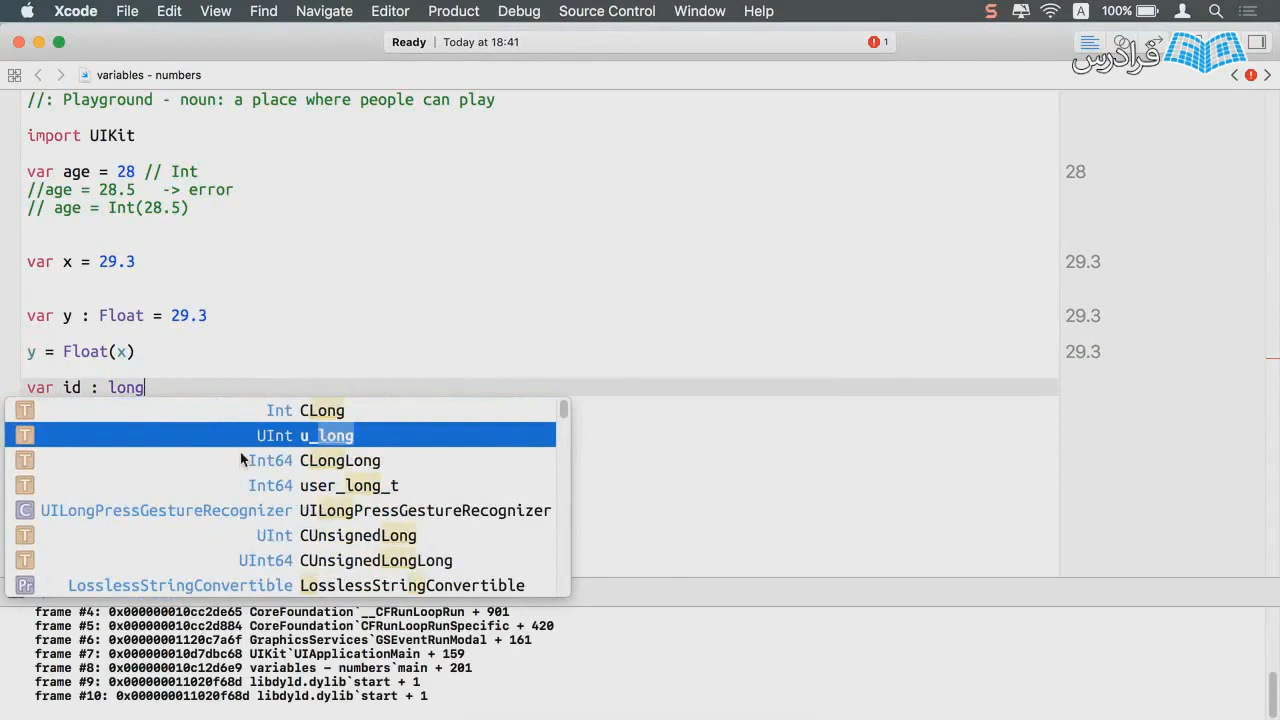 Xcode File Edit View Find Navigate Editor Product Debug Source Control Window Help 100%
Ready | Today at 18:41 1
variables - numbers
فرادرس
//: Playground - noun: a place where people can play
import UIKit
var age = 28 // Int
28
//age = 28.5 -> error
// age = Int(28.5)
var x = 29.3
29.3
var y : Float = 29.3
29.3
y = Float(x)
29.3
var id : long
T Int CLong
T UInt u_long
T Int64 CLongLong
T Int64 user_long_t
C UILongPressGestureRecognizer UILongPressGestureRecognizer
T UInt CUnsignedLong
T UInt64 CUnsignedLongLong
Pr LosslessStringConvertible LosslessStringConvertible
frame #4: 0x000000010cc2de65 CoreFoundation`__CFRunLoopRun + 901
frame #5: 0x000000010cc2d884 CoreFoundation`CFRunLoopRunSpecific + 420
frame #6: 0x00000001120c7a6f GraphicsServices`GSEventRunModal + 161
frame #7: 0x000000010d7dbc68 UIKit`UIApplicationMain + 159
frame #8: 0x000000010c12d6e9 variables - numbers`main + 201
frame #9: 0x000000011020f68d libdyld.dylib`start + 1
frame #10: 0x000000011020f68d libdyld.dylib`start + 1